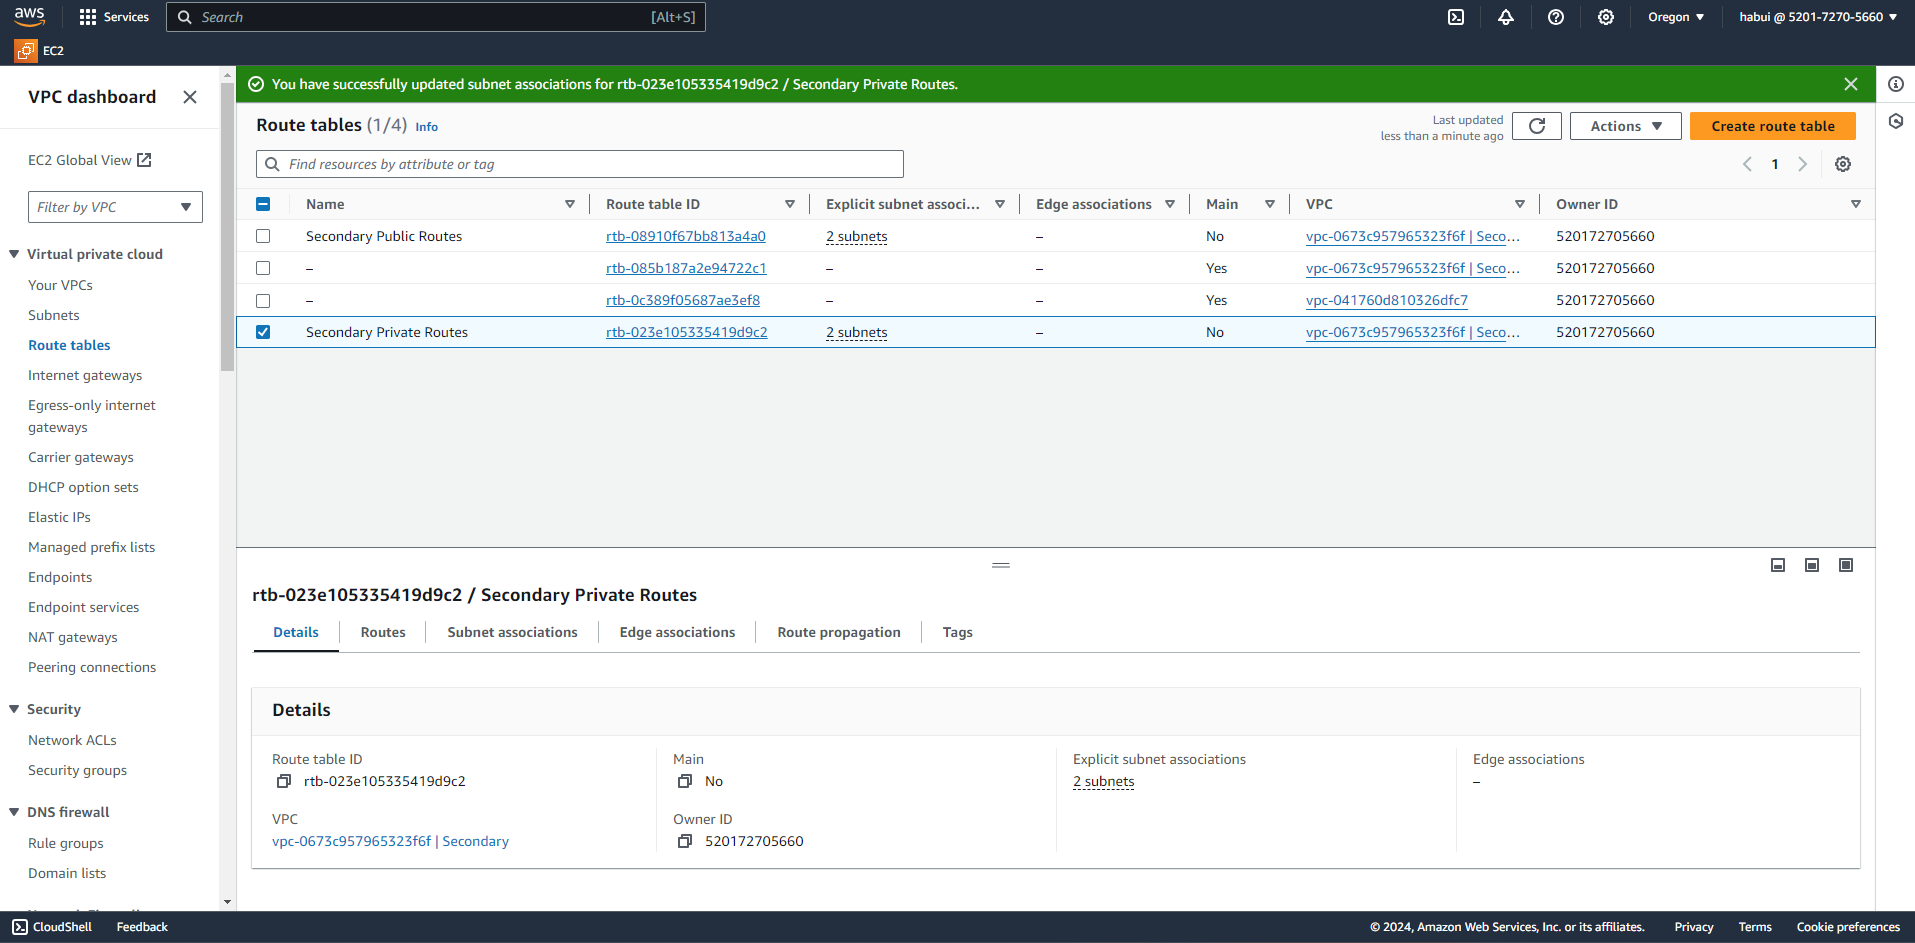 aws Services Search [Alt+S] Oregon habui @ 5201-7270-5660
EC2
VPC dashboard
EC2 Global View
Filter by VPC
Virtual private cloud
Your VPCs
Subnets
Route tables
Internet gateways
Egress-only internet
gateways
Carrier gateways
DHCP option sets
Elastic IPs
Managed prefix lists
Endpoints
Endpoint services
NAT gateways
Peering connections
Security
Network ACLs
Security groups
DNS firewall
Rule groups
Domain lists
You have successfully updated subnet associations for rtb-023e105335419d9c2 / Secondary Private Routes.
Route tables (1/4) Info
Last updated
less than a minute ago
Actions
Create route table
Find resources by attribute or tag
1
Name Route table ID Explicit subnet associ... Edge associations Main VPC Owner ID
Secondary Public Routes rtb-08910f67bb813a4a0 2 subnets – No vpc-0673c957965323f6f | Seco... 520172705660
– rtb-085b187a2e94722c1 – – Yes vpc-0673c957965323f6f | Seco... 520172705660
– rtb-0c389f05687ae3ef8 – – Yes vpc-041760d810326dfc7 520172705660
Secondary Private Routes rtb-023e105335419d9c2 2 subnets – No vpc-0673c957965323f6f | Seco... 520172705660
rtb-023e105335419d9c2 / Secondary Private Routes
Details Routes Subnet associations Edge associations Route propagation Tags
Details
Route table ID
rtb-023e105335419d9c2
VPC
vpc-0673c957965323f6f | Secondary
Main
No
Owner ID
520172705660
Explicit subnet associations
2 subnets
Edge associations
–
CloudShell Feedback © 2024, Amazon Web Services, Inc. or its affiliates. Privacy Terms Cookie preferences